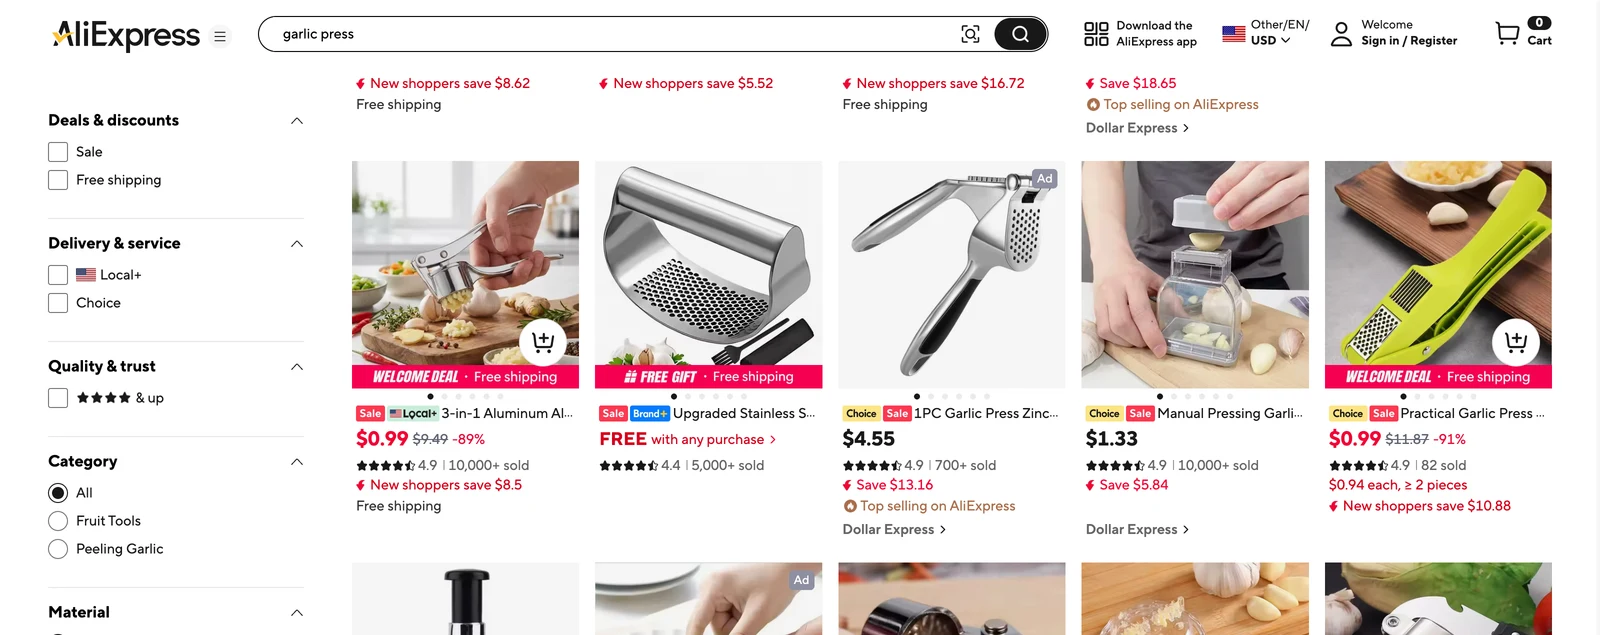 AliExpress
garlic press
Download the
AliExpress app
Other/EN/
USD
Welcome
Sign in / Register
0
Cart
Deals & discounts
Sale
Free shipping
Delivery & service
Local+
Choice
Quality & trust
& up
Category
All
Fruit Tools
Peeling Garlic
Material
New shoppers save $8.62
Free shipping
New shoppers save $5.52
New shoppers save $16.72
Free shipping
Save $18.65
Top selling on AliExpress
Dollar Express >
WELCOME DEAL · Free shipping
Sale Local+ 3-in-1 Aluminum Al...
$0.99 $9.49 -89%
4.9 | 10,000+ sold
New shoppers save $8.5
Free shipping
FREE GIFT · Free shipping
Sale Brand+ Upgraded Stainless S...
FREE with any purchase >
4.4 | 5,000+ sold
Ad
Choice Sale 1PC Garlic Press Zinc...
$4.55
4.9 | 700+ sold
Save $13.16
Top selling on AliExpress
Dollar Express >
Choice Sale Manual Pressing Garli...
$1.33
4.9 | 10,000+ sold
Save $5.84
Dollar Express >
WELCOME DEAL · Free shipping
Choice Sale Practical Garlic Press ...
$0.99 $11.87 -91%
4.9 | 82 sold
$0.94 each, ≥ 2 pieces
New shoppers save $10.88
Ad